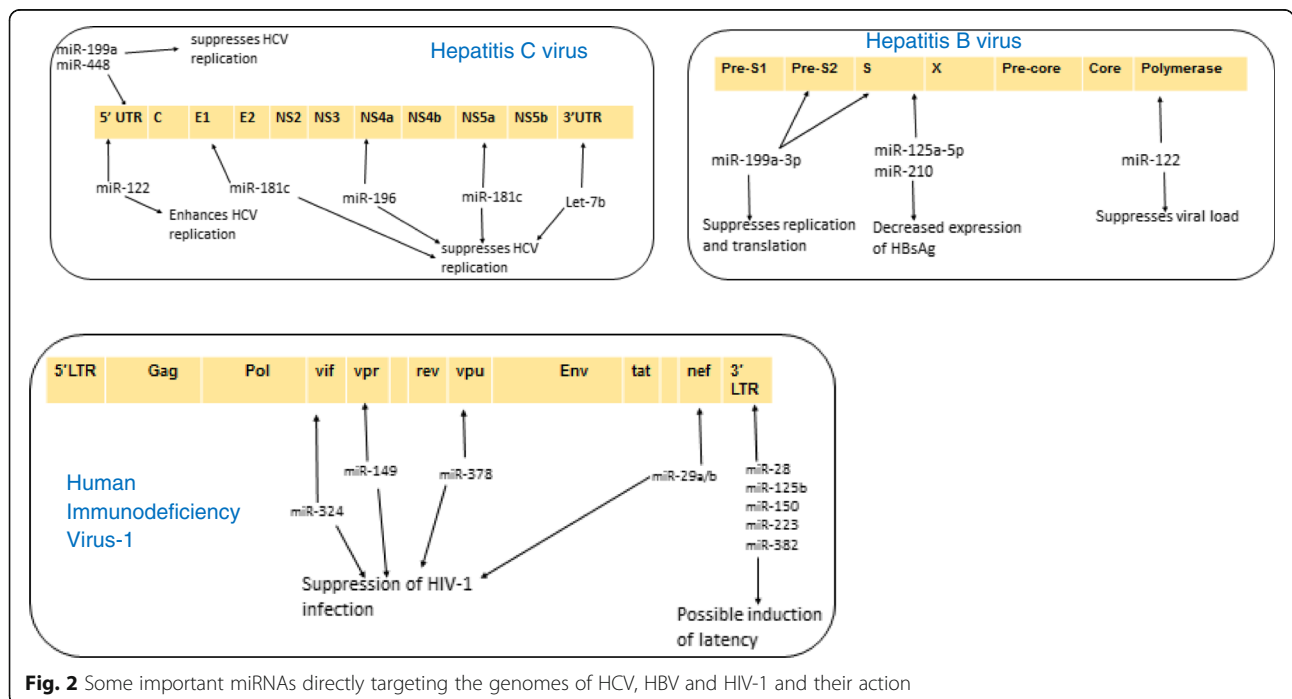 Hepatitis C virus
miR-199a
miR-448
suppresses HCV
replication
5' UTR C E1 E2 NS2 NS3 NS4a NS4b NS5a NS5b 3'UTR
miR-122
miR-181c
miR-196
miR-181c
Let-7b
Enhances HCV
replication
suppresses HCV
replication
Hepatitis B virus
Pre-S1 Pre-S2 S X Pre-core Core Polymerase
miR-199a-3p
miR-125a-5p
miR-210
miR-122
Suppresses replication
and translation
Decreased expression
of HBsAg
Suppresses viral load
5'LTR Gag Pol vif vpr rev vpu Env tat nef 3'
LTR
Human
Immunodeficiency
Virus-1
miR-324
miR-149
miR-378
miR-29a/b
miR-28
miR-125b
miR-150
miR-223
miR-382
Suppression of HIV-1
infection
Possible induction
of latency
Fig. 2 Some important miRNAs directly targeting the genomes of HCV, HBV and HIV-1 and their action